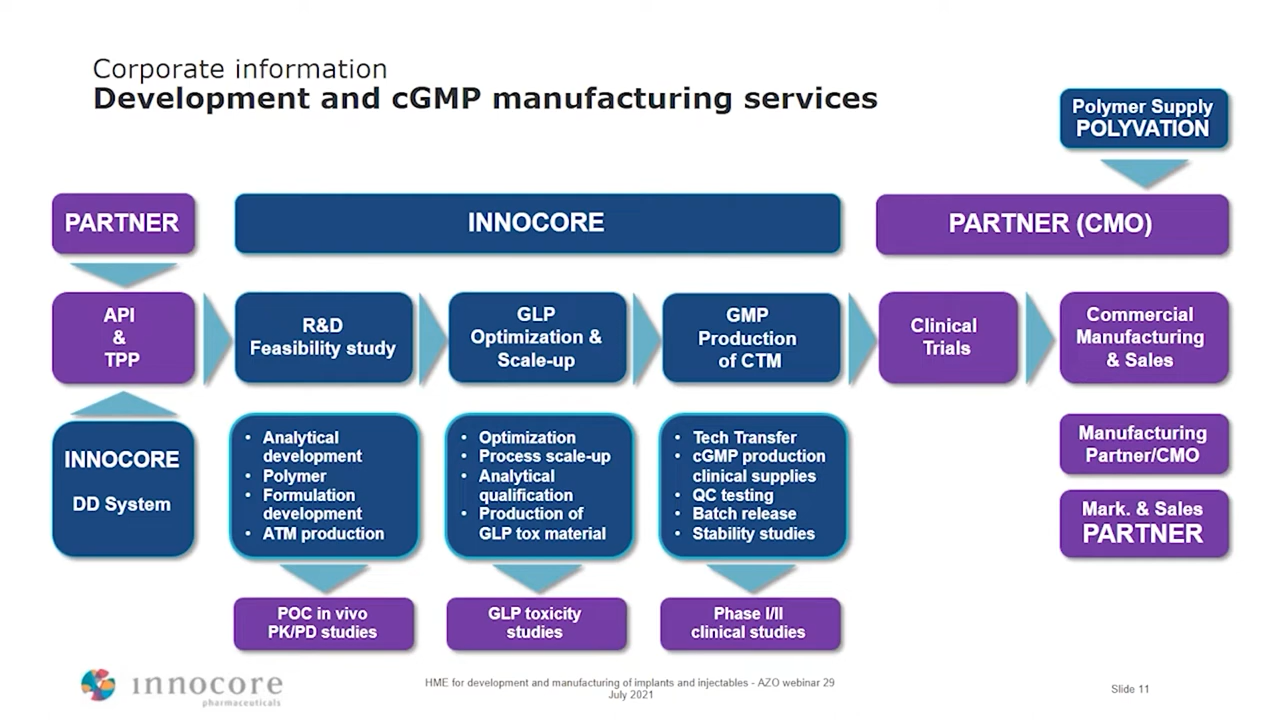 Corporate information
Development and cGMP manufacturing services
Polymer Supply
POLYVATION
PARTNER
INNOCORE
PARTNER (CMO)
API
&
TPP
R&D
Feasibility study
GLP
Optimization &
Scale-up
GMP
Production
of CTM
Clinical
Trials
Commercial
Manufacturing
& Sales
INNOCORE
DD System
• Analytical
development
• Polymer
• Formulation
development
• ATM production
• Optimization
• Process scale-up
• Analytical
qualification
• Production of
GLP tox material
• Tech Transfer
• cGMP production
clinical supplies
• QC testing
• Batch release
• Stability studies
Manufacturing
Partner/CMO
Mark. & Sales
PARTNER
POC in vivo
PK/PD studies
GLP toxicity
studies
Phase I/II
clinical studies
innocore
pharmaceuticals
HME for development and manufacturing of implants and injectables - AZO webinar 29
July 2021
Slide 11